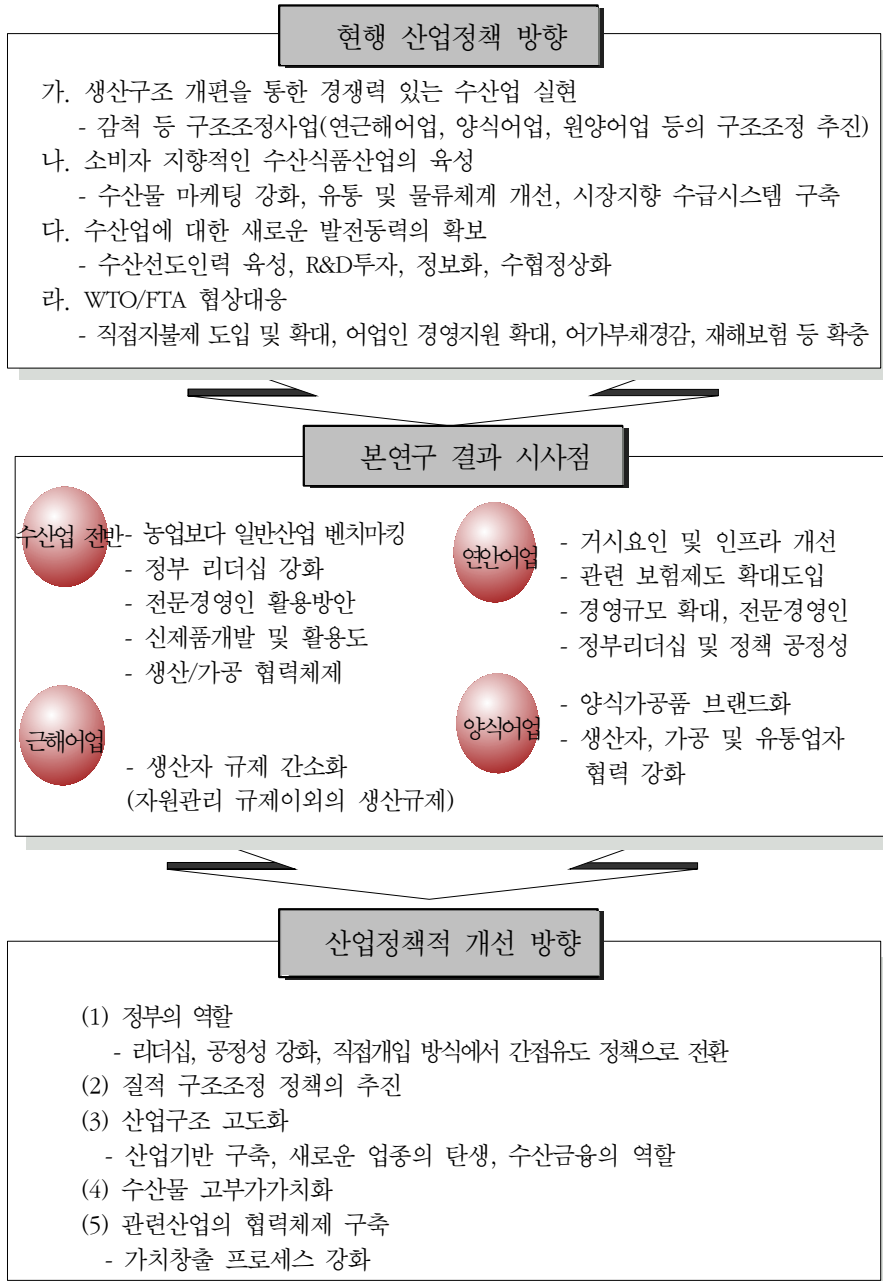 현행 산업정책 방향
가. 생산구조 개편을 통한 경쟁력 있는 수산업 실현
- 감척 등 구조조정사업(연근해어업, 양식어업, 원양어업 등의 구조조정 추진)
나. 소비자 지향적인 수산식품산업의 육성
- 수산물 마케팅 강화, 유통 및 물류체계 개선, 시장지향 수급시스템 구축
다. 수산업에 대한 새로운 발전동력의 확보
- 수산선도인력 육성, R&D투자, 정보화, 수협정상화
라. WTO/FTA 협상대응
- 직접지불제 도입 및 확대, 어업인 경영지원 확대, 어가부채경감, 재해보험 등 확충
본연구 결과 시사점
수산업 전반
- 농업보다 일반산업 벤치마킹
- 정부 리더십 강화
- 전문경영인 활용방안
- 신제품개발 및 활용도
- 생산/가공 협력체제
연안어업
- 거시요인 및 인프라 개선
- 관련 보험제도 확대도입
- 경영규모 확대, 전문경영인
- 정부리더십 및 정책 공정성
근해어업
- 생산자 규제 간소화
(자원관리 규제이외의 생산규제)
양식어업
- 양식가공품 브랜드화
- 생산자, 가공 및 유통업자
협력 강화
산업정책적 개선 방향
(1) 정부의 역할
- 리더십, 공정성 강화, 직접개입 방식에서 간접유도 정책으로 전환
(2) 질적 구조조정 정책의 추진
(3) 산업구조 고도화
- 산업기반 구축, 새로운 업종의 탄생, 수산금융의 역할
(4) 수산물 고부가가치화
(5) 관련산업의 협력체제 구축
- 가치창출 프로세스 강화